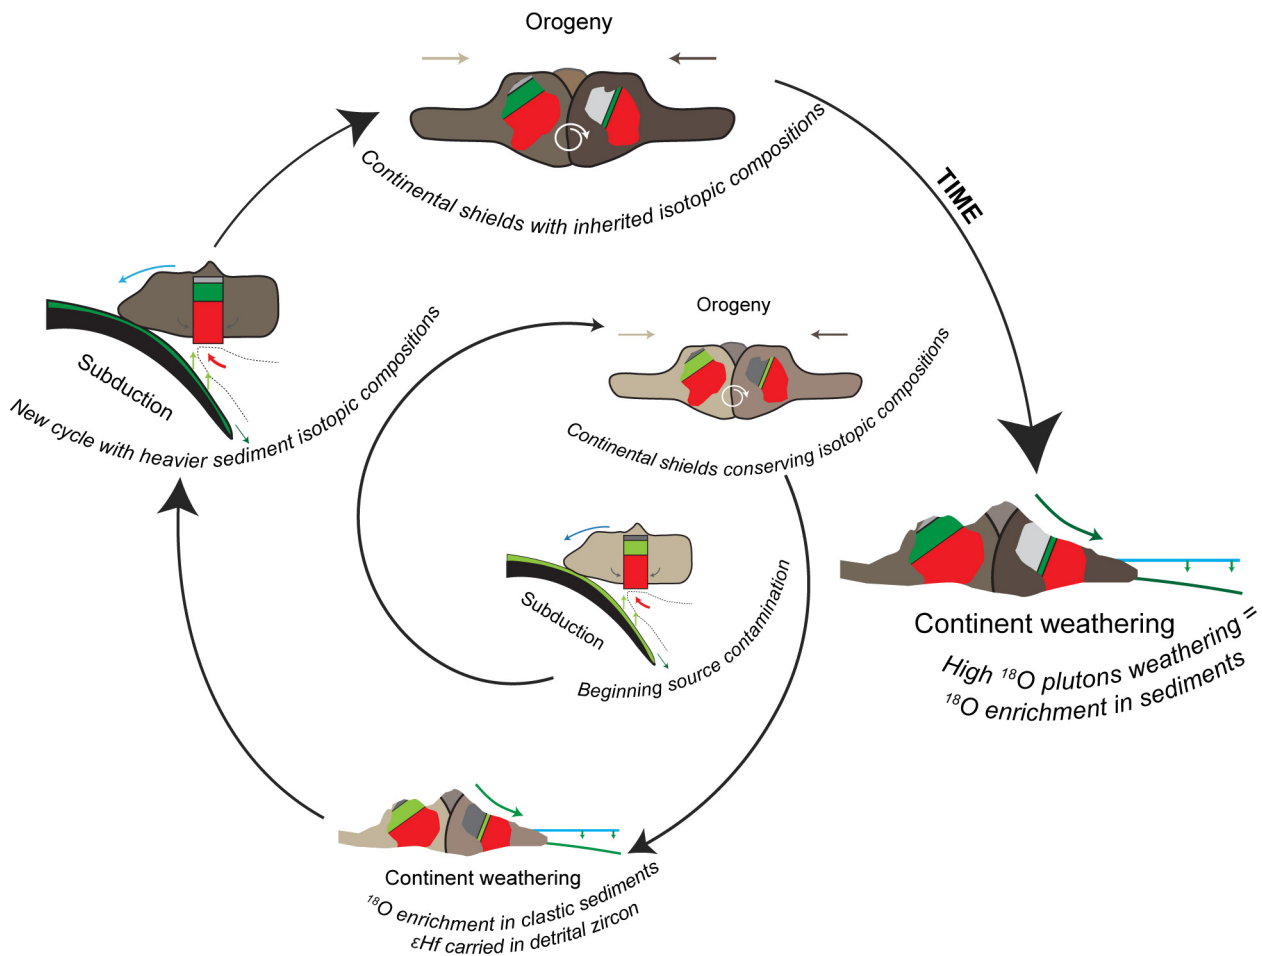 Orogeny
Continental shields with inherited isotopic compositions
TIME
Subduction
New cycle with heavier sediment isotopic compositions
Orogeny
Continental shields conserving isotopic compositions
Subduction
Beginning source contamination
Continent weathering
High ¹⁸O plutons weathering =
¹⁸O enrichment in sediments
Continent weathering
¹⁸O enrichment in clastic sediments
εHf carried in detrital zircon